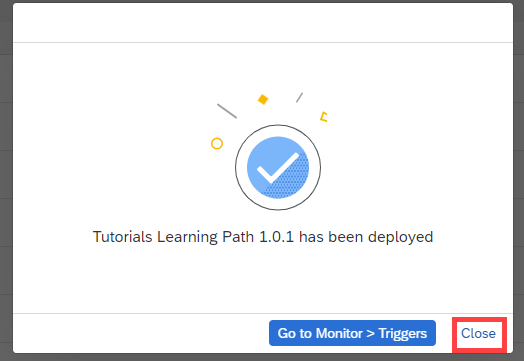 Tutorials Learning Path 1.0.1 has been deployed
Go to Monitor > Triggers
Close